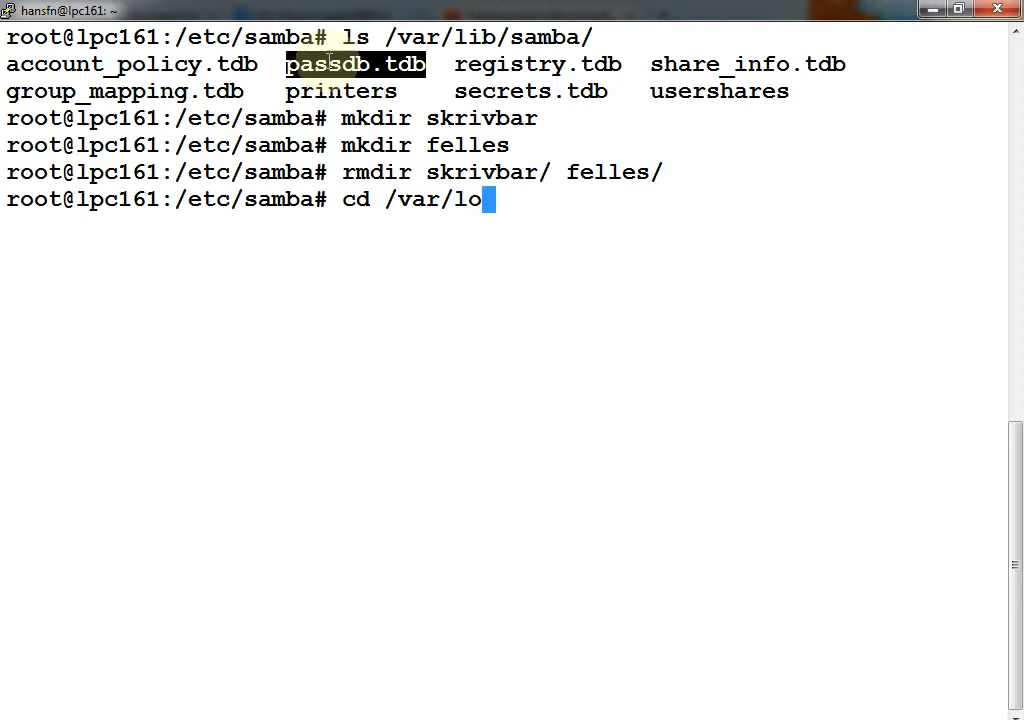 hansfn@lpc161: ~
root@lpc161:/etc/samba# ls /var/lib/samba/
account_policy.tdb  passdb.tdb  registry.tdb  share_info.tdb
group_mapping.tdb   printers    secrets.tdb   usershares
root@lpc161:/etc/samba# mkdir skrivbar
root@lpc161:/etc/samba# mkdir felles
root@lpc161:/etc/samba# rmdir skrivbar/ felles/
root@lpc161:/etc/samba# cd /var/lo